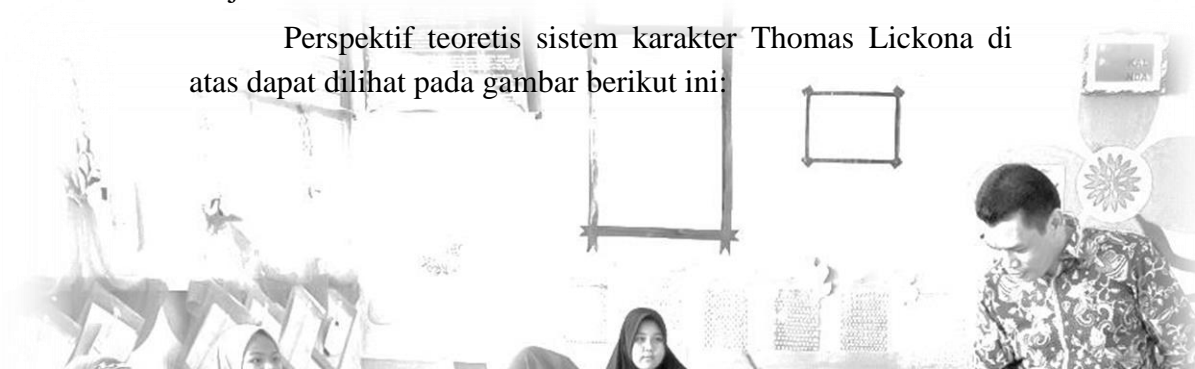 Perspektif teoretis sistem karakter Thomas Lickona di
atas dapat dilihat pada gambar berikut ini: